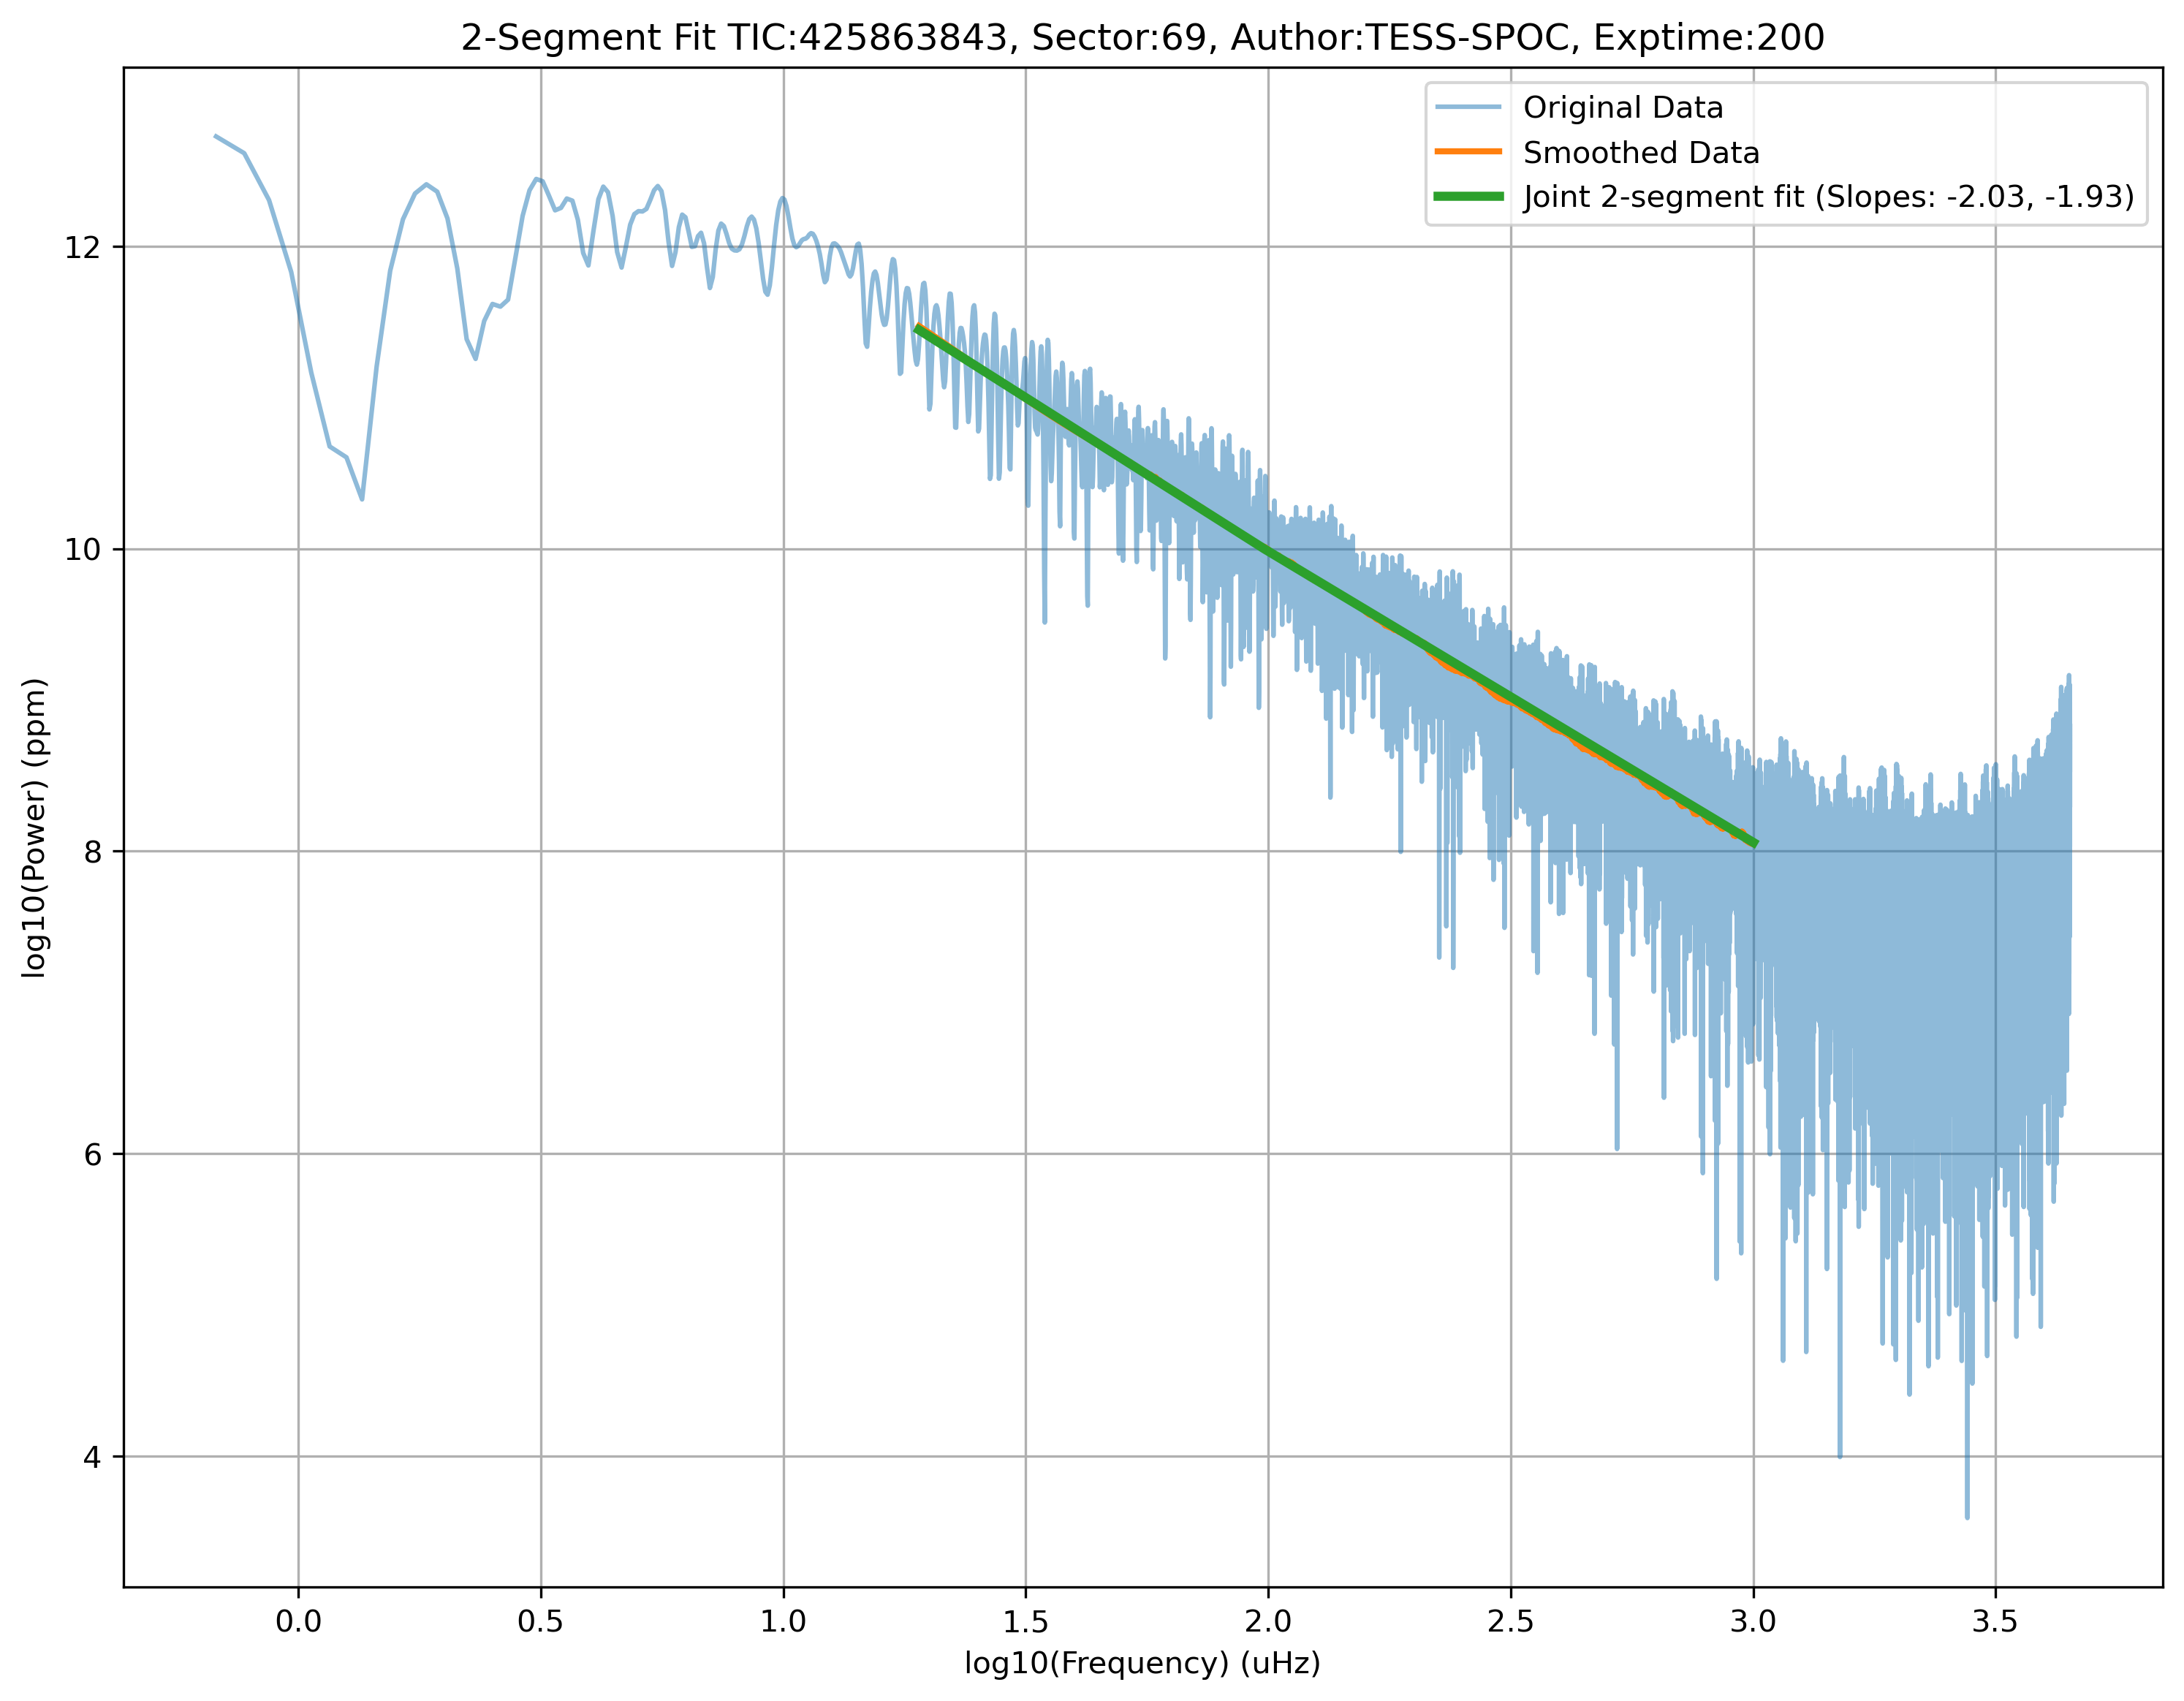 2-Segment Fit TIC:425863843, Sector:69, Author:TESS-SPOC, Exptime:200
Original Data
Smoothed Data
Joint 2-segment fit (Slopes: -2.03, -1.93)
log10(Power) (ppm)
12
10
8
6
4
0.0 0.5 1.0 1.5 2.0 2.5 3.0 3.5
log10(Frequency) (uHz)